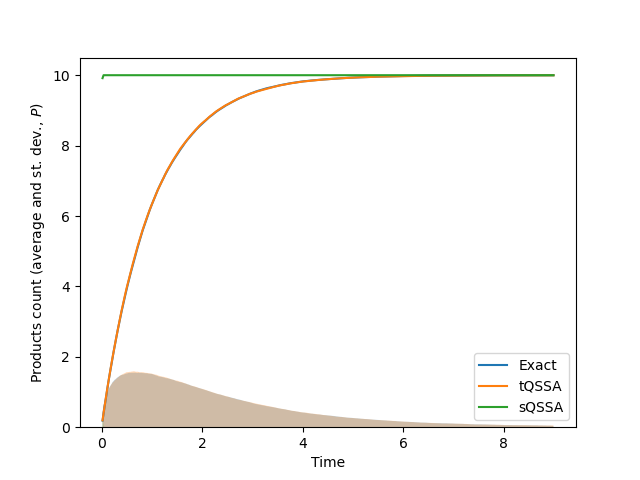 Products count (average and st. dev., P)
10
8
6
4
2
0
0 2 4 6 8
Time
Exact
tQSSA
sQSSA